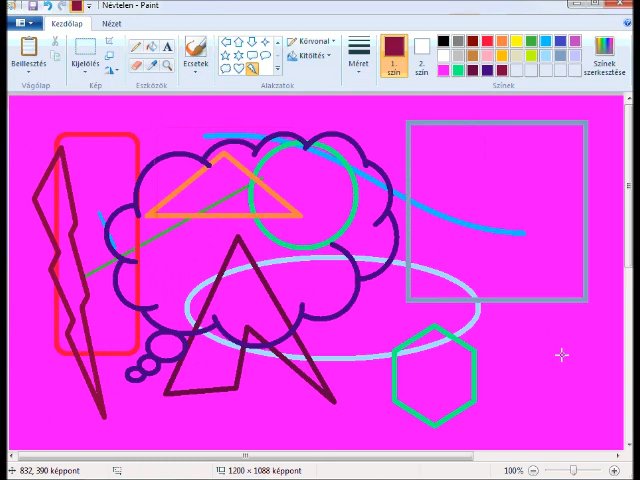 Névtelen - Paint
Kezdőlap Nézet
Beillesztés
Kijelölés
A
Ecsetek
Körvonal
Kitöltés
Méret
1. szín
2. szín
Színek szerkesztése
Vágólap Kép Eszközök Alakzatok Színek
832, 390 képpont 1200 × 1088 képpont 100%